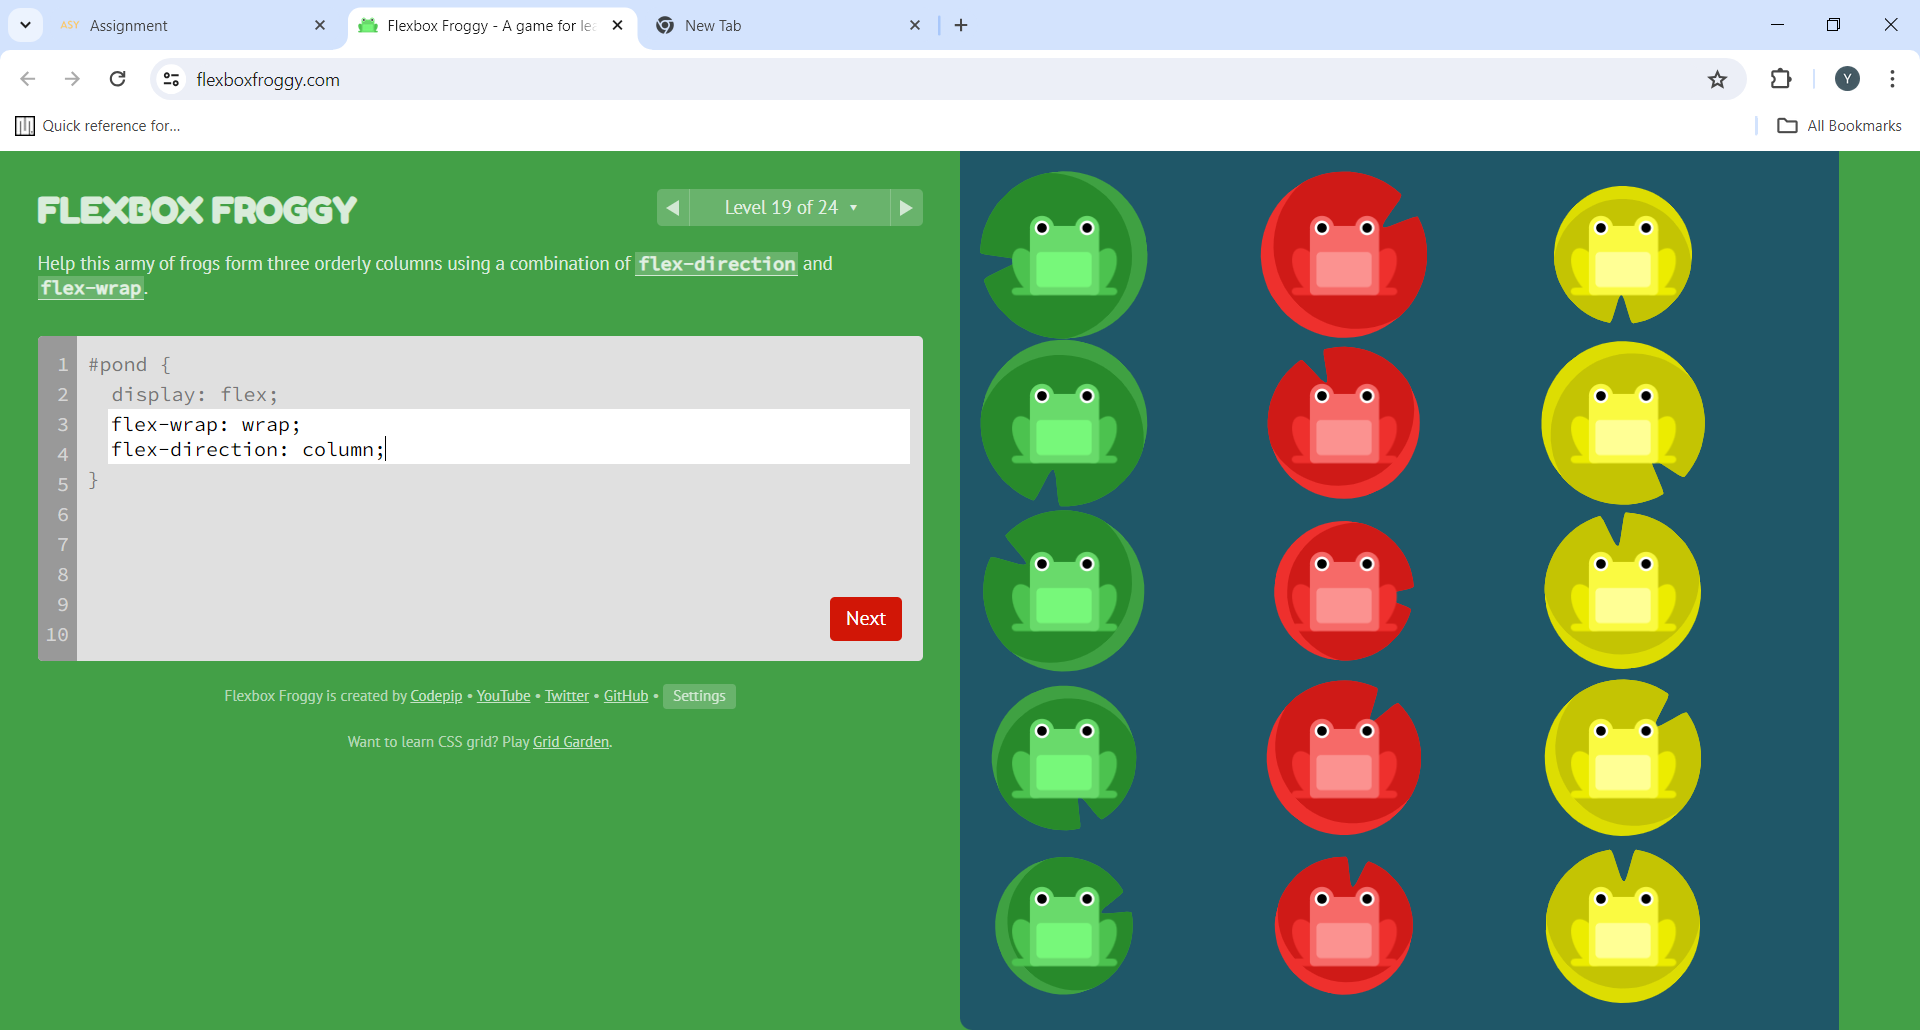 ASY Assignment
Flexbox Froggy - A game for lea
New Tab
flexboxfroggy.com
Y
Quick reference for...
All Bookmarks
FLEXBOX FROGGY
Level 19 of 24
Help this army of frogs form three orderly columns using a combination of flex-direction and
flex-wrap.
1 #pond {
2 display: flex;
3 flex-wrap: wrap;
4 flex-direction: column;
5 }
6
7
8
9
10
Next
Flexbox Froggy is created by Codepip • YouTube • Twitter • GitHub • Settings
Want to learn CSS grid? Play Grid Garden.